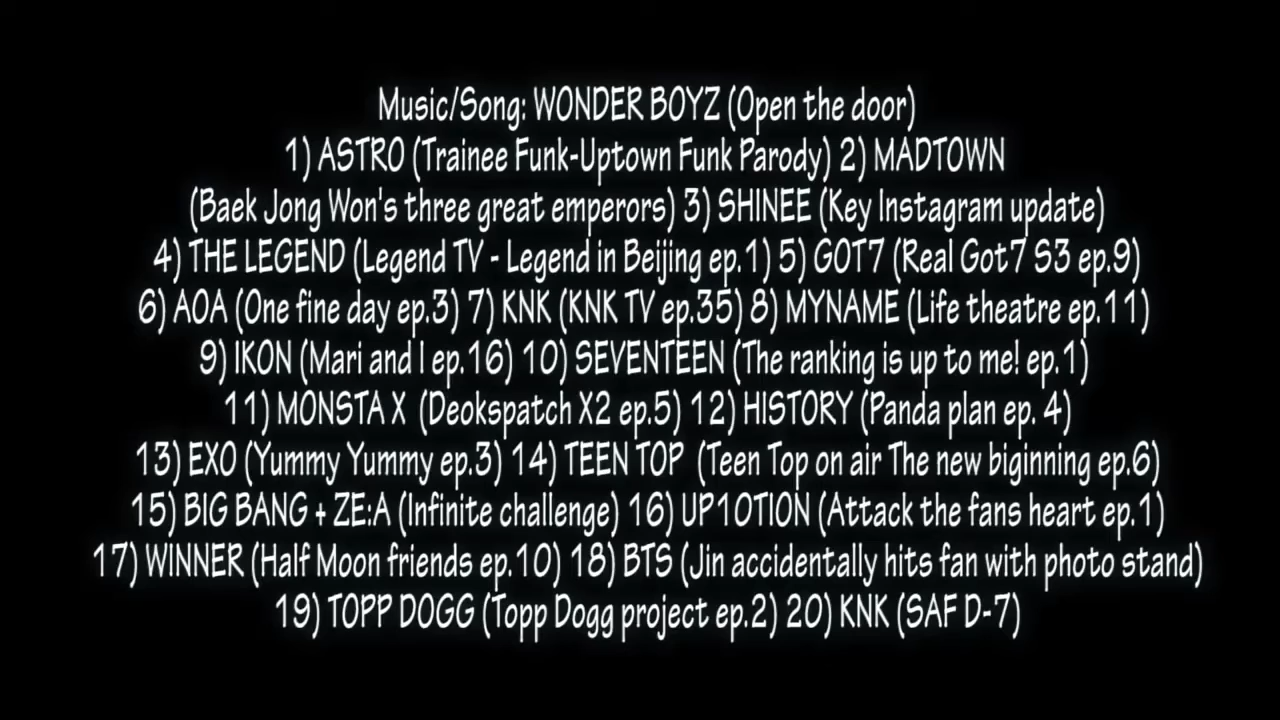 Music/Song: WONDER BOYZ (Open the door)
1) ASTRO (Trainee Funk-Uptown Funk Parody) 2) MADTOWN
(Baek Jong Won's three great emperors) 3) SHINEE (Key Instagram update)
4) THE LEGEND (Legend TV - Legend in Beijing ep.1) 5) GOT7 (Real Got7 S3 ep.9)
6) AOA (One fine day ep.3) 7) KNK (KNK TV ep.35) 8) MYNAME (Life theatre ep.11)
9) IKON (Mari and I ep.16) 10) SEVENTEEN (The ranking is up to me! ep.1)
11) MONSTA X (Deokspatch X2 ep.5) 12) HISTORY (Panda plan ep. 4)
13) EXO (Yummy Yummy ep.3) 14) TEEN TOP (Teen Top on air The new biginning ep.6)
15) BIG BANG + ZE:A (Infinite challenge) 16) UP10TION (Attack the fans heart ep.1)
17) WINNER (Half Moon friends ep.10) 18) BTS (Jin accidentally hits fan with photo stand)
19) TOPP DOGG (Topp Dogg project ep.2) 20) KNK (SAF D-7)